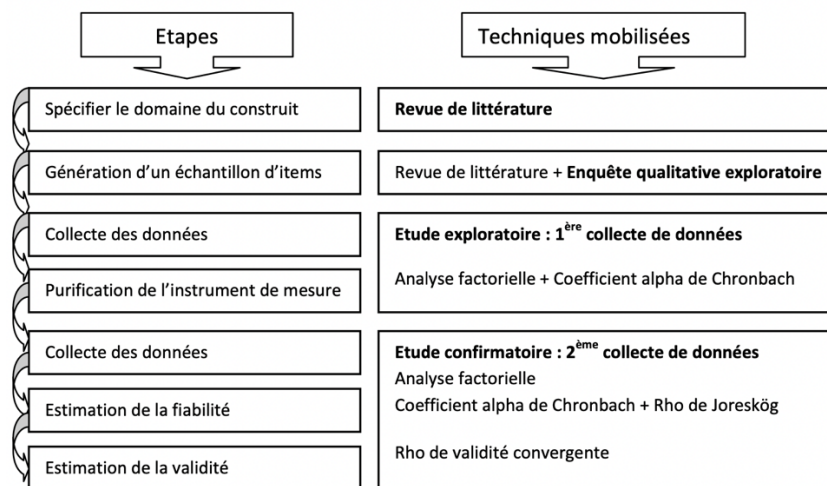 Etapes
Techniques mobilisées
Spécifier le domaine du construit
Revue de littérature
Génération d'un échantillon d'items
Revue de littérature + Enquête qualitative exploratoire
Collecte des données
Etude exploratoire : 1ère collecte de données
Analyse factorielle + Coefficient alpha de Chronbach
Purification de l'instrument de mesure
Collecte des données
Etude confirmatoire : 2ème collecte de données
Analyse factorielle
Estimation de la fiabilité
Coefficient alpha de Chronbach + Rho de Joreskög
Rho de validité convergente
Estimation de la validité